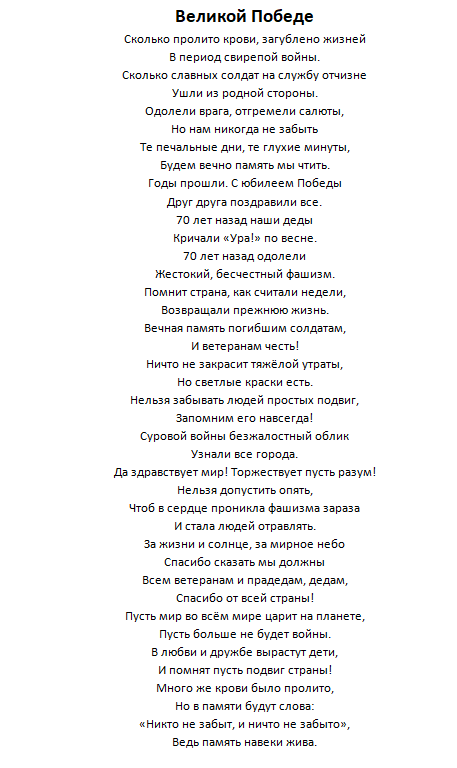 Великой Победе
Сколько пролито крови, загублено жизней
В период свирепой войны.
Сколько славных солдат на службу отчизне
Ушли из родной стороны.
Одолели врага, отгремели салюты,
Но нам никогда не забыть
Те печальные дни, те глухие минуты,
Будем вечно память мы чтить.
Годы прошли. С юбилеем Победы
Друг друга поздравили все.
70 лет назад наши деды
Кричали «Ура!» по весне.
70 лет назад одолели
Жестокий, бесчестный фашизм.
Помнит страна, как считали недели,
Возвращали прежнюю жизнь.
Вечная память погибшим солдатам,
И ветеранам честь!
Ничто не закрасит тяжёлой утраты,
Но светлые краски есть.
Нельзя забывать людей простых подвиг,
Запомним его навсегда!
Суровой войны безжалостный облик
Узнали все города.
Да здравствует мир! Торжествует пусть разум!
Нельзя допустить опять,
Чтоб в сердце проникла фашизма зараза
И стала людей отравлять.
За жизни и солнце, за мирное небо
Спасибо сказать мы должны
Всем ветеранам и прадедам, дедам,
Спасибо от всей страны!
Пусть мир во всём мире царит на планете,
Пусть больше не будет войны.
В любви и дружбе вырастут дети,
И помнят пусть подвиг страны!
Много же крови было пролито,
Но в памяти будут слова:
«Никто не забыт, и ничто не забыто»,
Ведь память навеки жива.